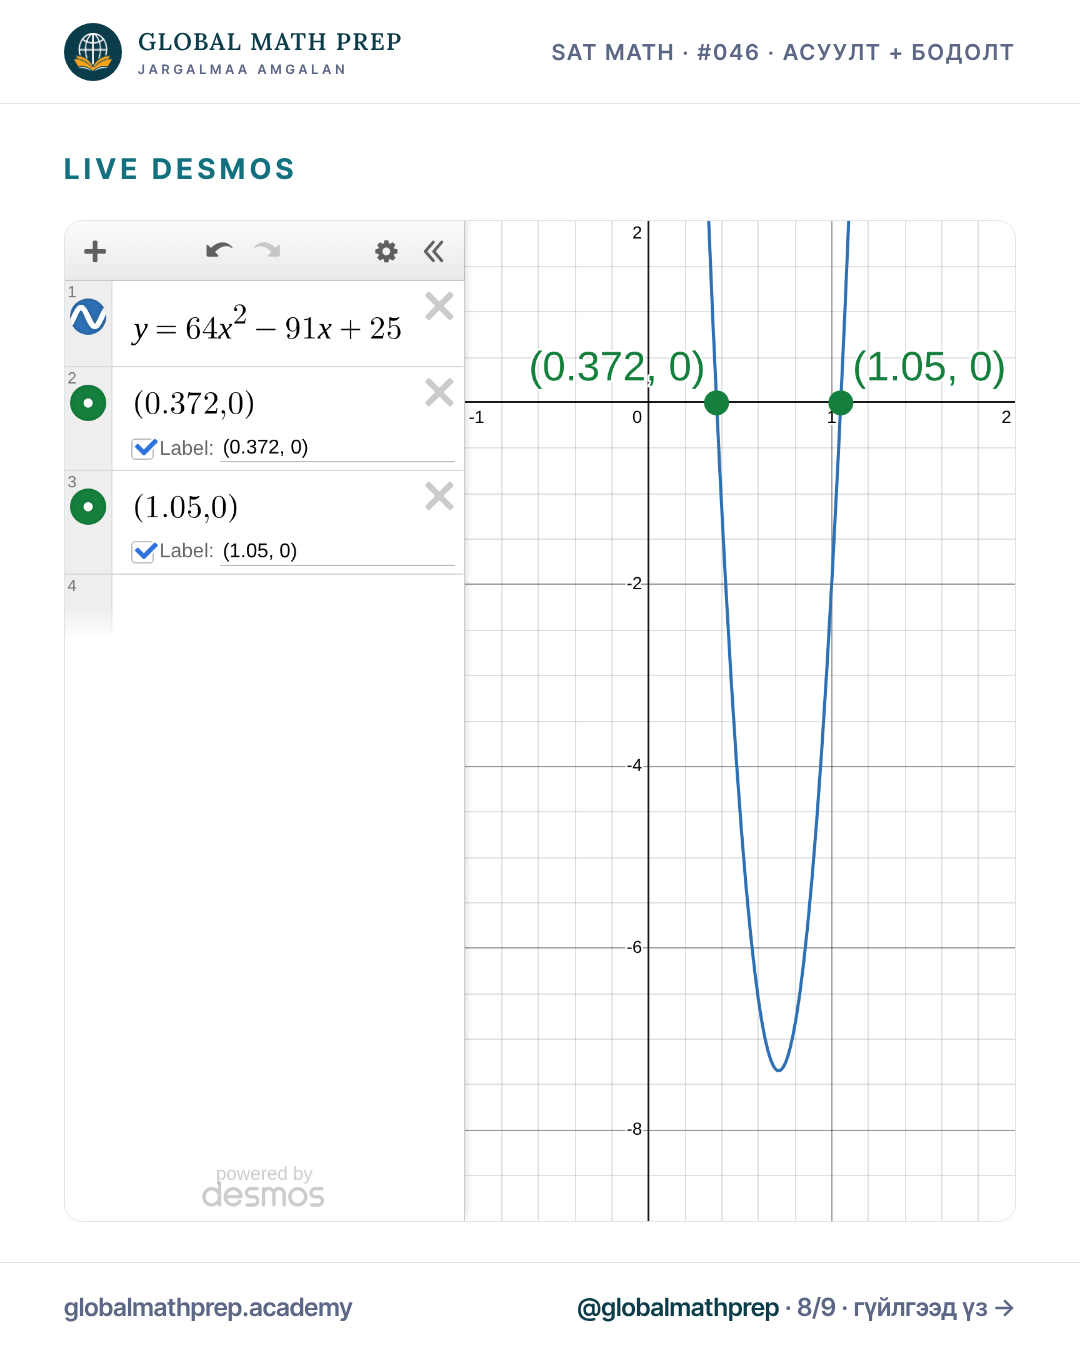 GLOBAL MATH PREP
JARGALMAA AMGALAN
SAT MATH · #046 · АСУУЛТ + БОДОЛТ
LIVE DESMOS
1
y = 64x² − 91x + 25
2
(0.372,0)
Label: (0.372, 0)
3
(1.05,0)
Label: (1.05, 0)
4
powered by
desmos
2
(0.372, 0)
(1.05, 0)
-1
0
1
2
-2
-4
-6
-8
globalmathprep.academy
@globalmathprep · 8/9 · гүйлгээд үз →